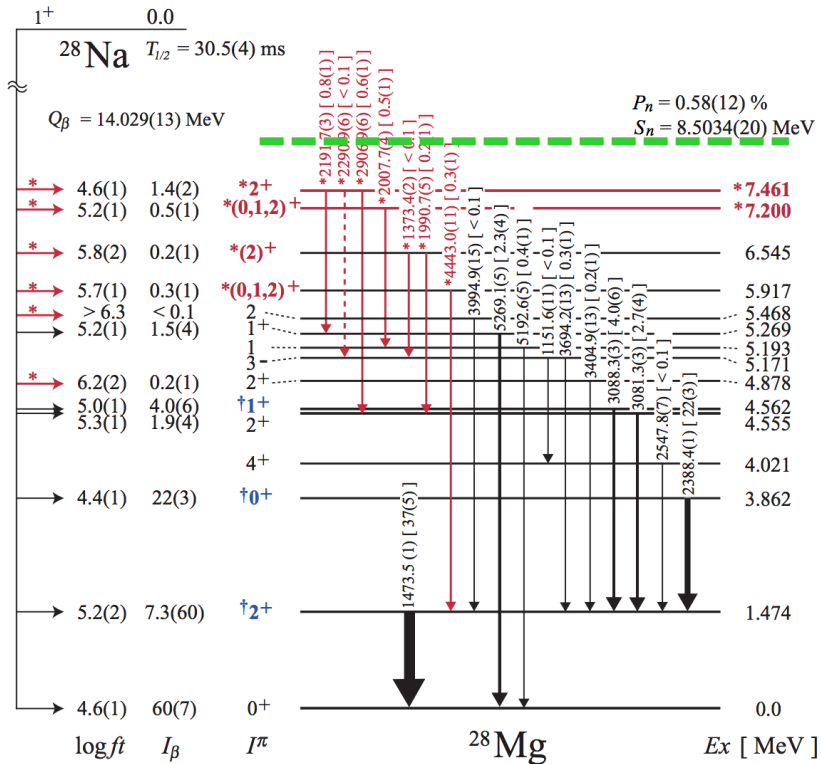 1⁺ 0.0
²⁸Na T₁/₂ = 30.5(4) ms
Q_β = 14.029(13) MeV
P_n = 0.58(12) %
S_n = 8.5034(20) MeV
*2191.7(3) [ 0.8(1) ]
*2290.9(6) [ < 0.1 ]
*2906.9(6) [ 0.6(1) ]
*2007.7(4) [ 0.5(1) ]
*1373.4(2) [ < 0.1 ]
*1990.7(5) [ 0.2(1) ]
*4443.0(11) [ 0.3(1) ]
3994.9(15) [ < 0.1 ]
5269.1(5) [ 2.3(4) ]
5192.6(5) [ 0.4(1) ]
1151.6(11) [ < 0.1 ]
3694.2(13) [ 0.3(1) ]
3404.9(13) [ 0.2(1) ]
3088.3(3) [ 4.0(6) ]
3081.3(3) [ 2.7(4) ]
2547.8(7) [ < 0.1 ]
2388.4(1) [ 22(3) ]
1473.5 (1) [ 37(5) ]
* 4.6(1) 1.4(2) *2⁺ *7.461
* 5.2(1) 0.5(1) *(0,1,2)⁺ *7.200
* 5.8(2) 0.2(1) *(2)⁺ 6.545
* 5.7(1) 0.3(1) *(0,1,2)⁺ 5.917
* > 6.3 < 0.1 2 5.468
5.2(1) 1.5(4) 1⁺ 5.269
1 5.193
3 5.171
* 6.2(2) 0.2(1) 2⁺ 4.878
5.0(1) 4.0(6) †1⁺ 4.562
5.3(1) 1.9(4) 2⁺ 4.555
4⁺ 4.021
4.4(1) 22(3) †0⁺ 3.862
5.2(2) 7.3(60) †2⁺ 1.474
4.6(1) 60(7) 0⁺ 0.0
log ft I_β I^π ²⁸Mg Ex [ MeV ]